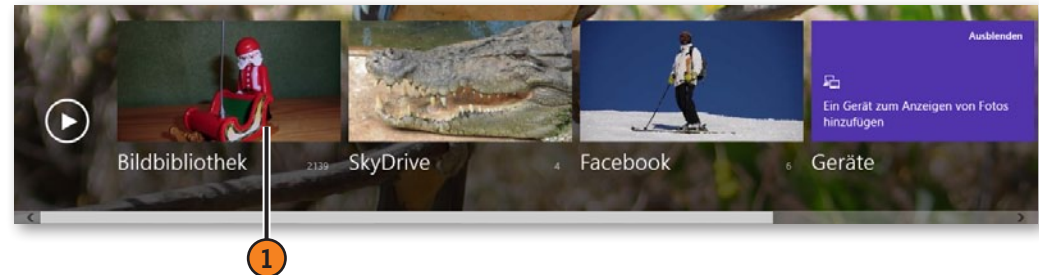 Ausblenden
Ein Gerät zum Anzeigen von Fotos
hinzufügen
Bildbibliothek 2139 SkyDrive 4 Facebook 6 Geräte
1